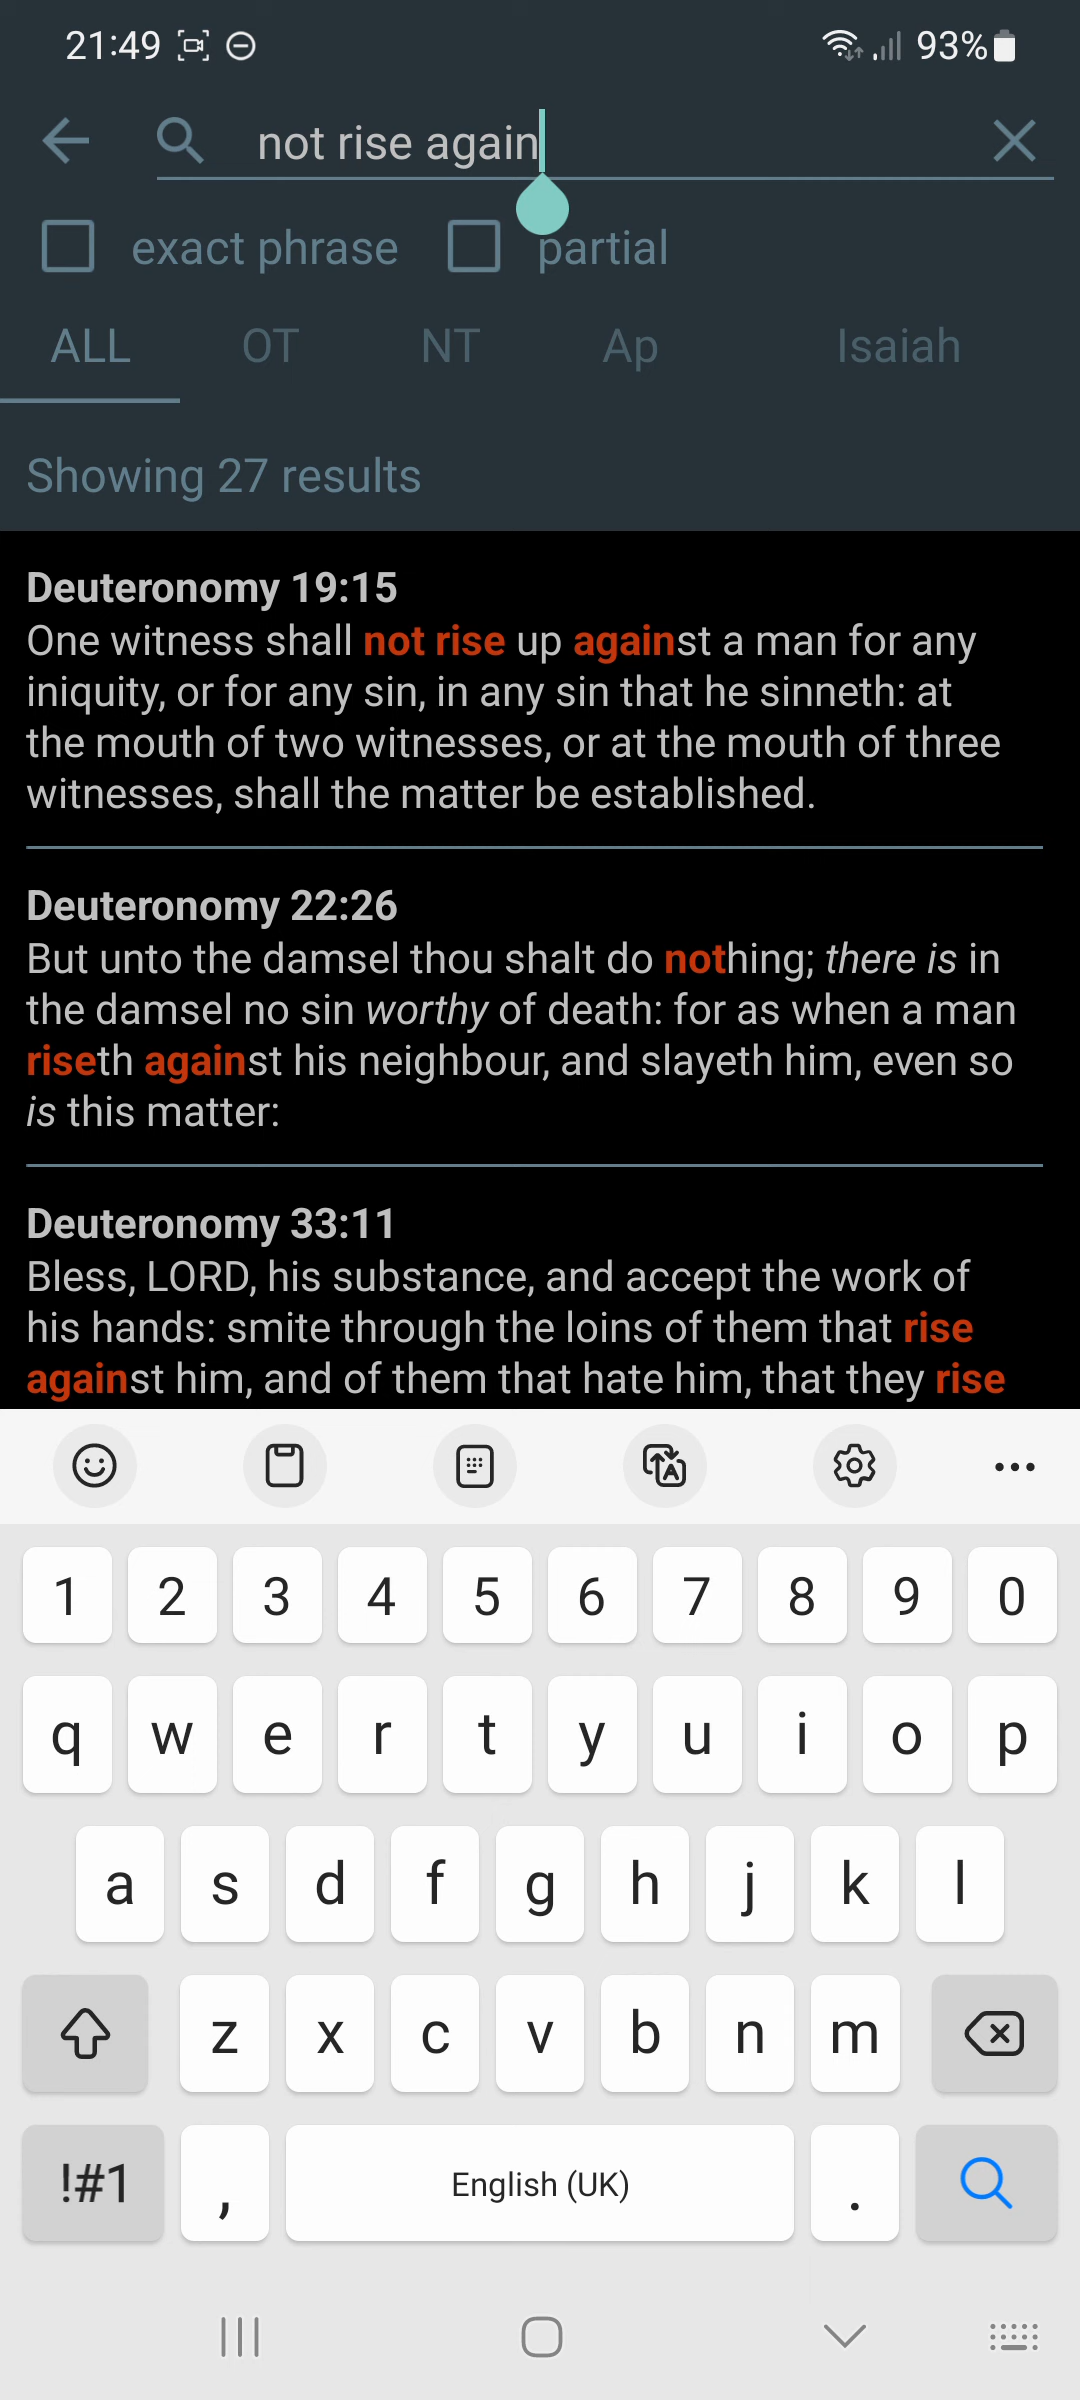 21:49 93%
not rise again
exact phrase partial
ALL OT NT Ap Isaiah
Showing 27 results
Deuteronomy 19:15
One witness shall not rise up against a man for any
iniquity, or for any sin, in any sin that he sinneth: at
the mouth of two witnesses, or at the mouth of three
witnesses, shall the matter be established.
Deuteronomy 22:26
But unto the damsel thou shalt do nothing; there is in
the damsel no sin worthy of death: for as when a man
riseth against his neighbour, and slayeth him, even so
is this matter:
Deuteronomy 33:11
Bless, LORD, his substance, and accept the work of
his hands: smite through the loins of them that rise
against him, and of them that hate him, that they rise
1 2 3 4 5 6 7 8 9 0
q w e r t y u i o p
a s d f g h j k l
z x c v b n m
!#1 , English (UK) .